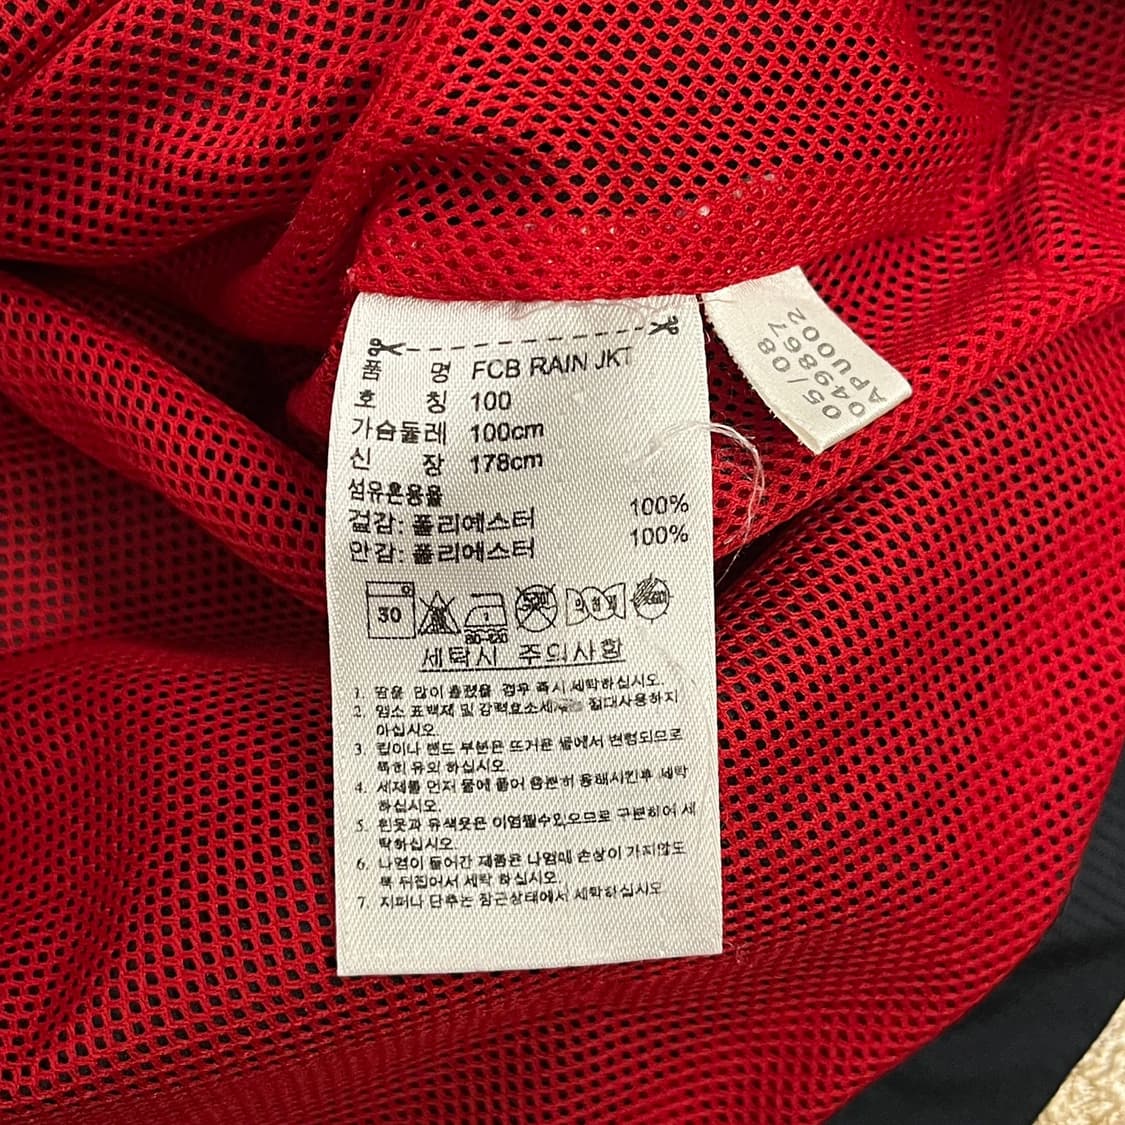 품 명 FCB RAIN JKT
호 칭 100
가슴둘레 100cm
신 장 178cm
섬유혼용율
겉감: 폴리에스터 100%
안감: 폴리에스터 100%
30
80-120
세탁시 주의사항
1. 땀을 많이 흘렸을 경우 즉시 세탁하십시오.
2. 염소 표백제 및 강력효소세 절대사용하지
마십시오.
3. 컬이나 밴드 부분은 뜨거운 물에서 변형되므로
특히 유의 하십시오.
4. 세제를 먼저 물에 풀어 충분히 용해시킨후 세탁
하십시오.
5. 흰옷과 유색옷은 이염될수있으므로 구분하여 세
탁하십시오.
6. 나염이 들어간 제품은 나염에 손상이 가지않도
록 뒤집어서 세탁 하십시오.
7. 지퍼나 단추는 잠근상태에서 세탁하십시오.
05/08
049867
APU002